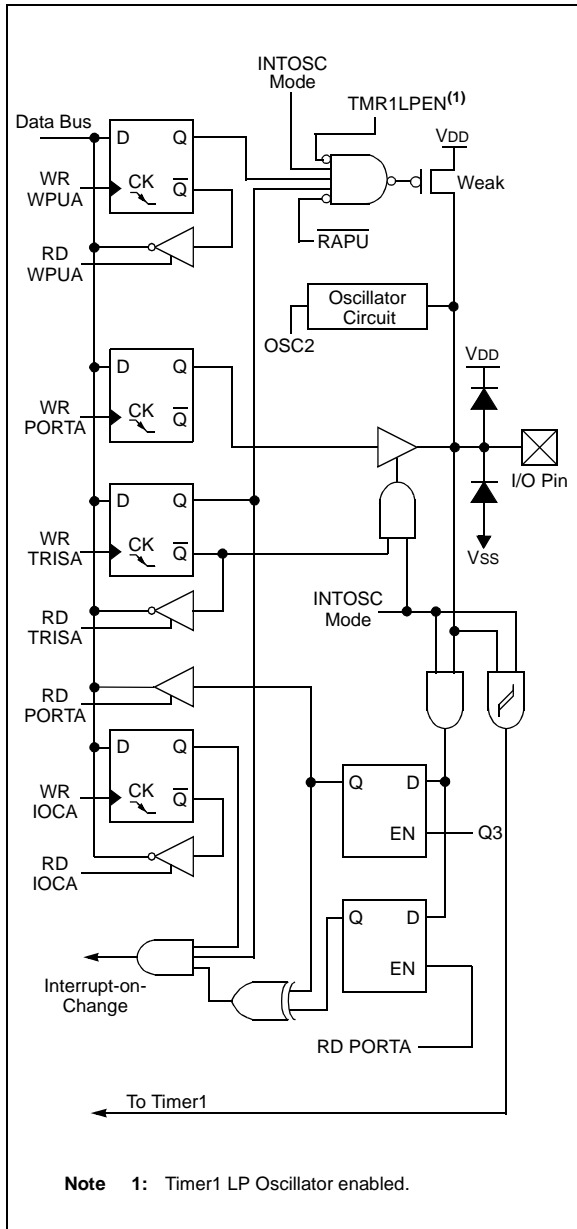 INTOSC
Mode
TMR1LPEN(1)
Data Bus
D Q
VDD
WR
WPUA
CK
Q
Weak
RD
WPUA
RAPU
Oscillator
Circuit
OSC2
D Q
VDD
WR
PORTA
CK
Q
I/O Pin
D Q
WR
TRISA
CK
Q
VSS
INTOSC
Mode
RD
TRISA
RD
PORTA
D Q
WR
IOCA
CK
Q
Q D
EN
Q3
RD
IOCA
Q D
EN
Interrupt-on-
Change
RD PORTA
To Timer1
Note 1: Timer1 LP Oscillator enabled.